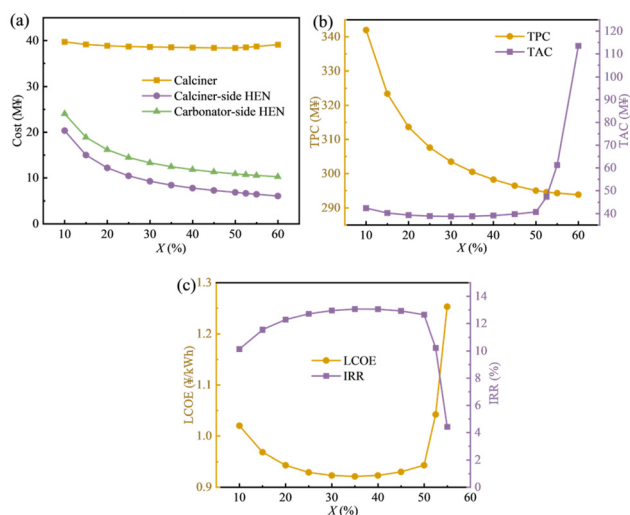 (a)
Cost (M¥)
50
40
30
20
10
0
Calciner
Calciner-side HEN
Carbonator-side HEN
10 20 30 40 50 60
X (%)
(b)
TPC (M¥)
340
330
320
310
300
290
TPC
TAC
120
110
100
90
80
70
60
50
40
TAC (M¥)
10 20 30 40 50 60
X (%)
(c)
LCOE (¥/kWh)
1.3
1.2
1.1
1.0
0.9
LCOE
IRR
14
12
10
8
6
4
2
0
IRR (%)
10 20 30 40 50 60
X (%)